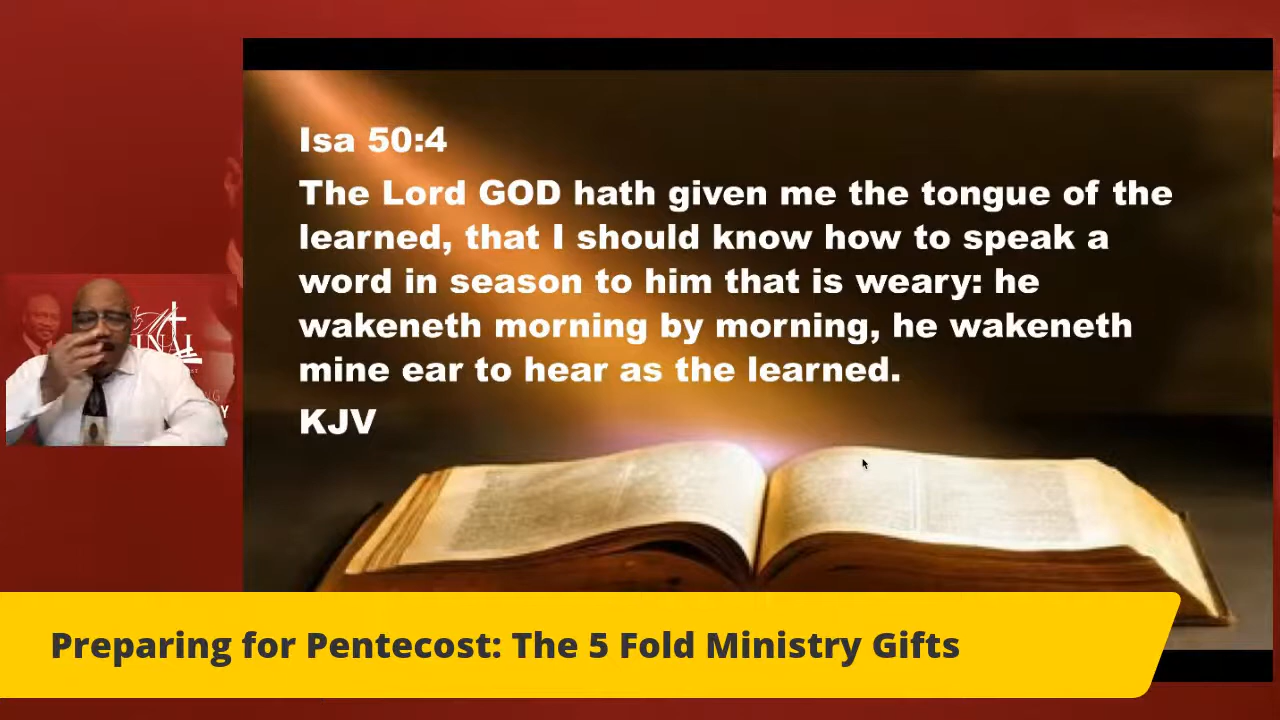 Isa 50:4
The Lord GOD hath given me the tongue of the
learned, that I should know how to speak a
word in season to him that is weary: he
wakeneth morning by morning, he wakeneth
mine ear to hear as the learned.
KJV
Preparing for Pentecost: The 5 Fold Ministry Gifts